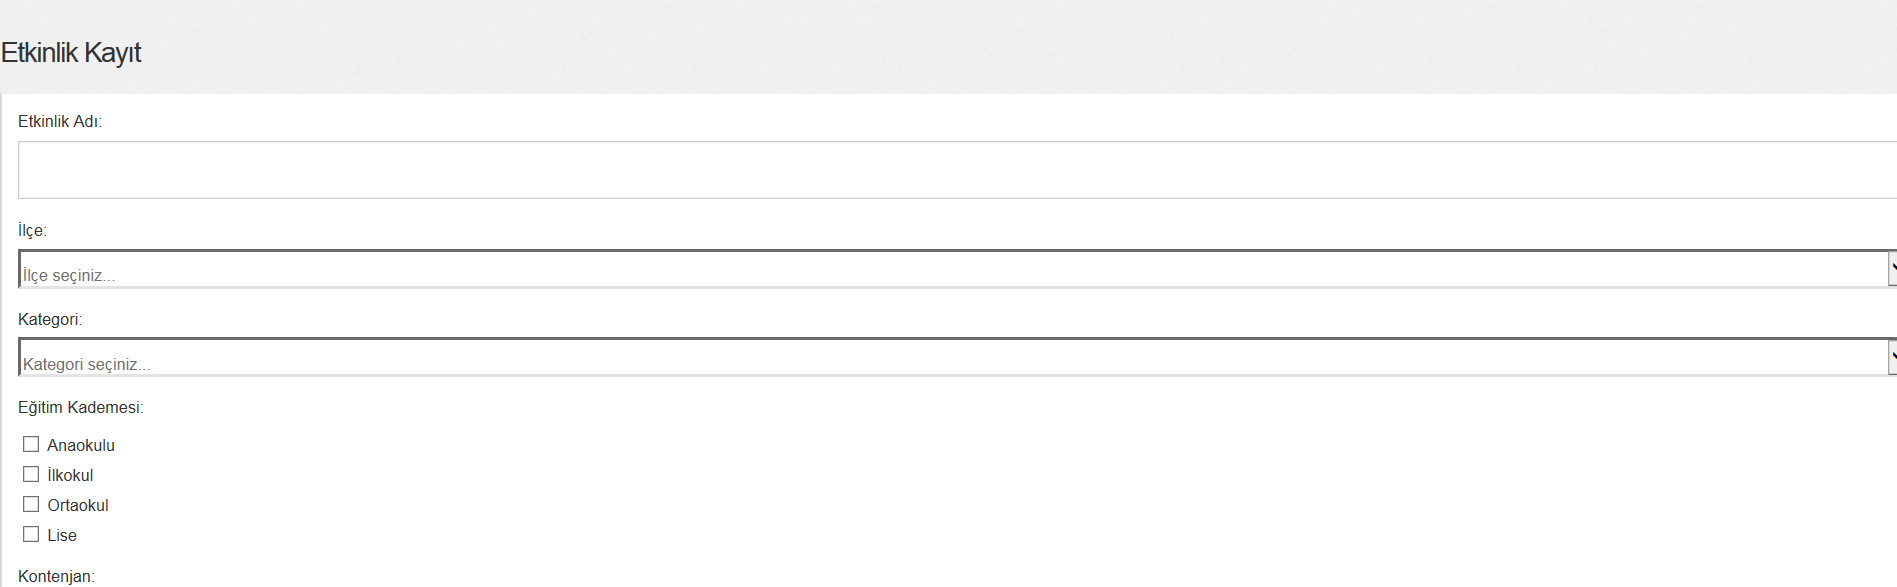 Etkinlik Kayıt
Etkinlik Adı:
İlçe:
İlçe seçiniz...
Kategori:
Kategori seçiniz...
Eğitim Kademesi:
Anaokulu
İlkokul
Ortaokul
Lise
Kontenjan: